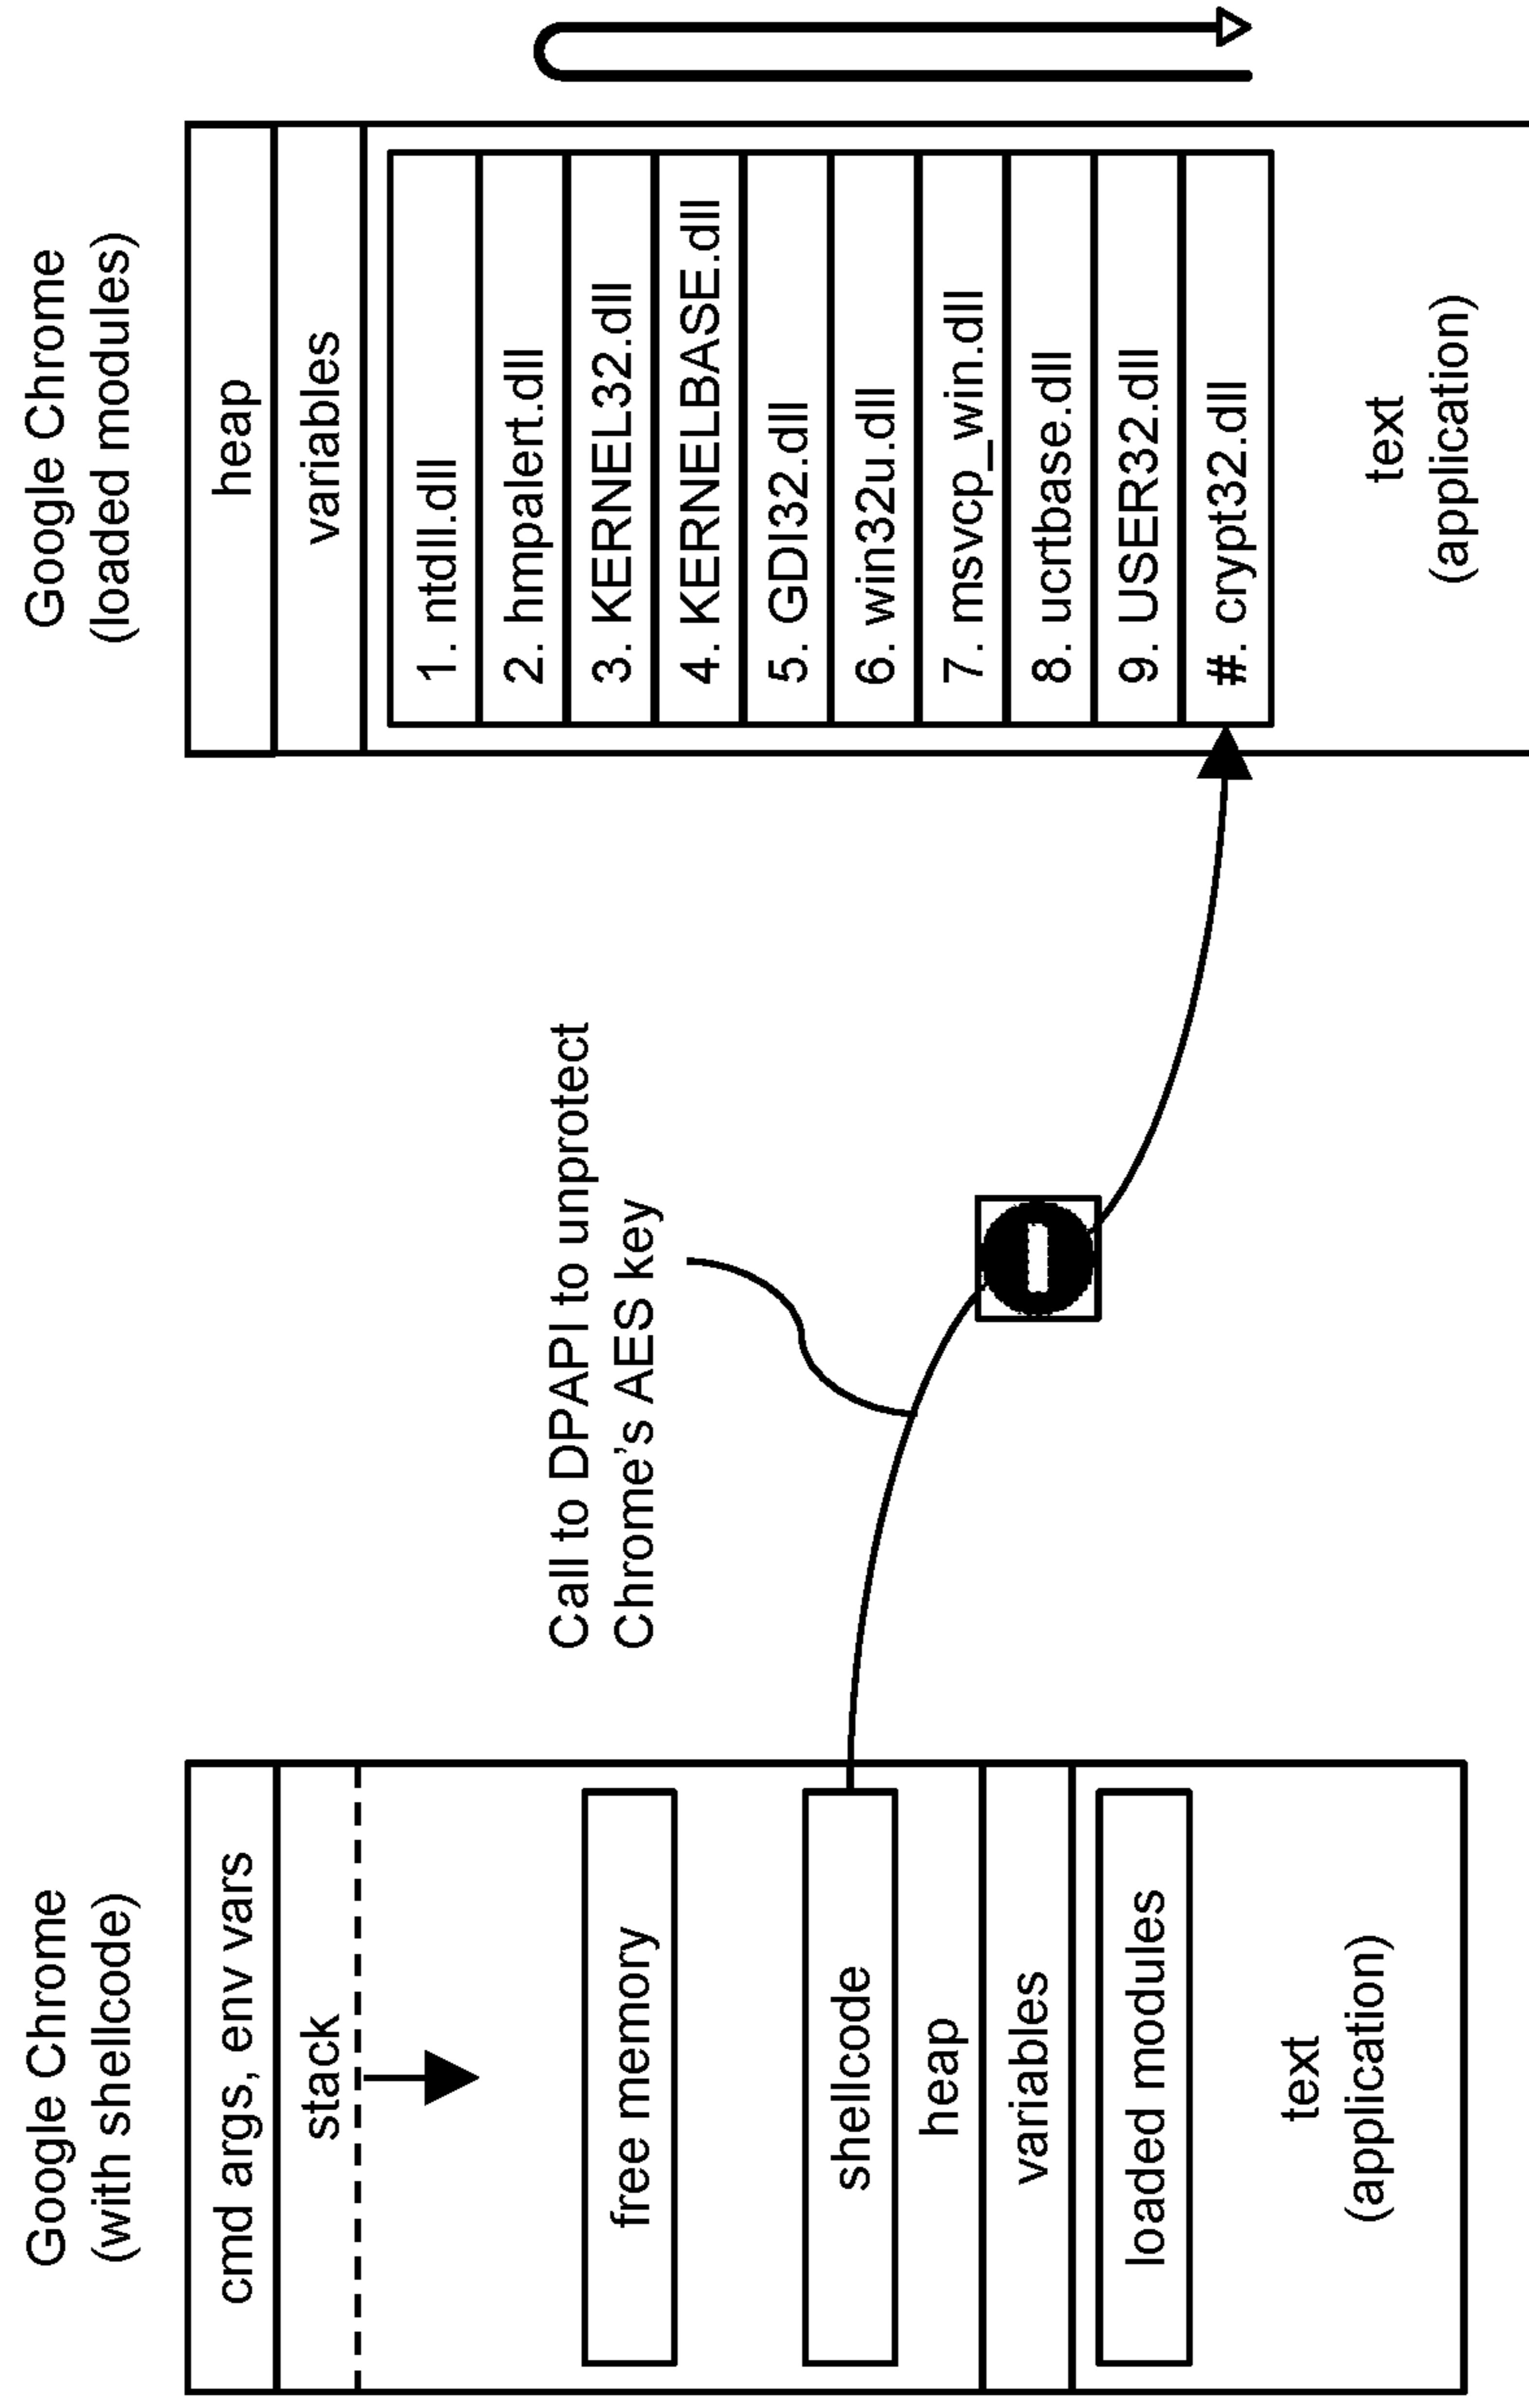 Google Chrome
(with shellcode)
cmd args, env vars
stack
free memory
shellcode
heap
variables
loaded modules
text
(application)
Call to DPAPI to unprotect
Chrome's AES key
Google Chrome
(loaded modules)
heap
variables
1. ntdll.dll
2. hmpalert.dll
3. KERNEL32.dll
4. KERNELBASE.dll
5. GDI32.dll
6. win32u.dll
7. msvcp_win.dll
8. ucrtbase.dll
9. USER32.dll
#. crypt32.dll
text
(application)